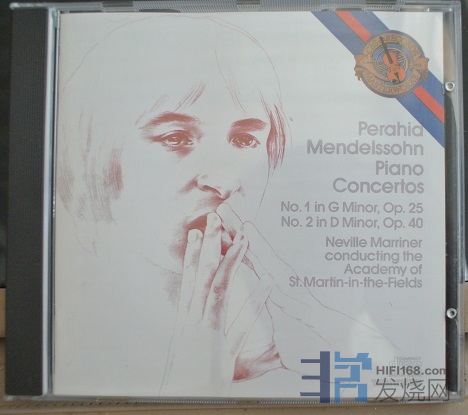 Perahia
Mendelssohn
Piano
Concertos
No. 1 in G Minor, Op. 25
No. 2 in D Minor, Op. 40
Neville Marriner
conducting the
Academy of
St. Martin-in-the-Fields
HIFI168.com
发烧网